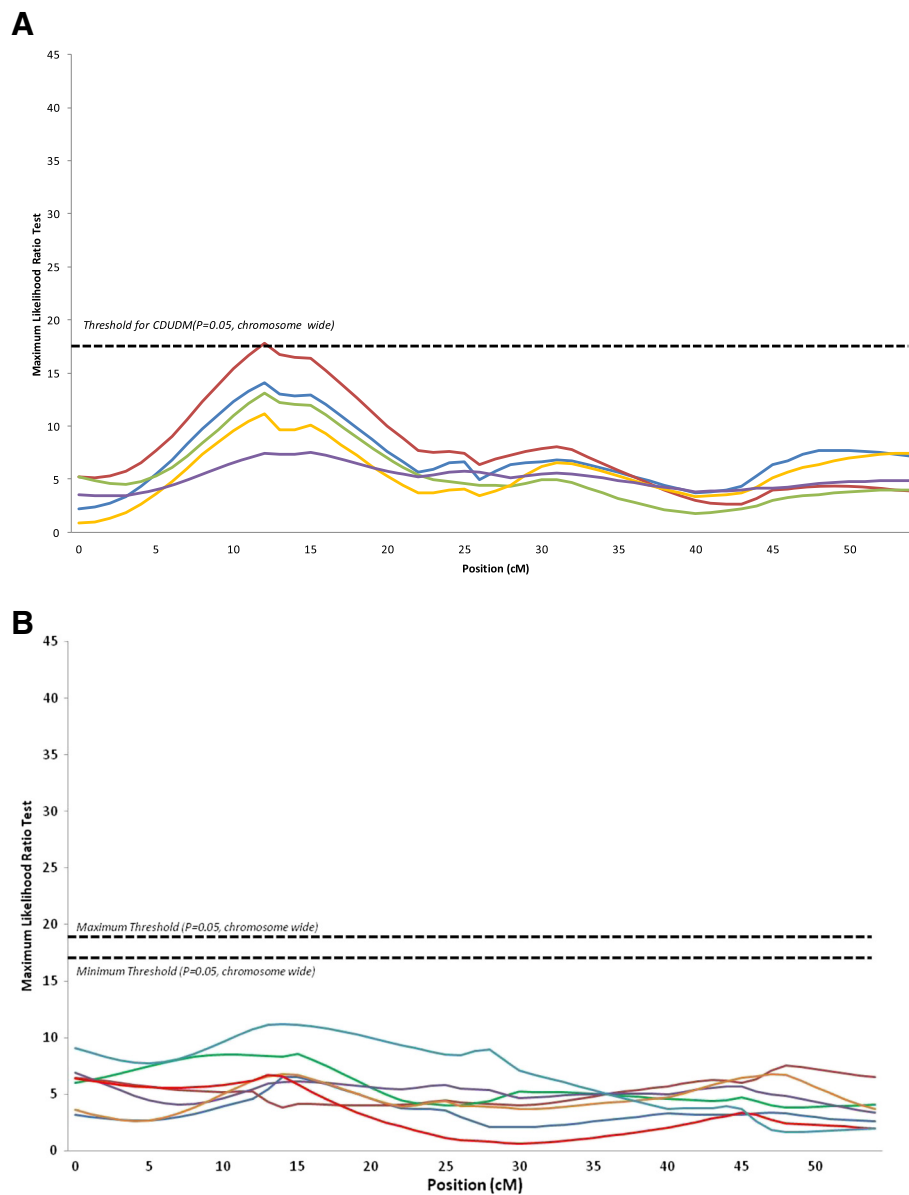 A
45
40
35
30
25
20
15
10
5
0
Maximum Likelihood Ratio Test
Threshold for CDUDM(P=0.05, chromosome wide)
0 5 10 15 20 25 30 35 40 45 50
Position (cM)
B
45
40
35
30
25
20
15
10
5
0
Maximum Likelihood Ratio Test
Maximum Threshold (P=0.05, chromosome wide)
Minimum Threshold (P=0.05, chromosome wide)
0 5 10 15 20 25 30 35 40 45 50
Position (cM)